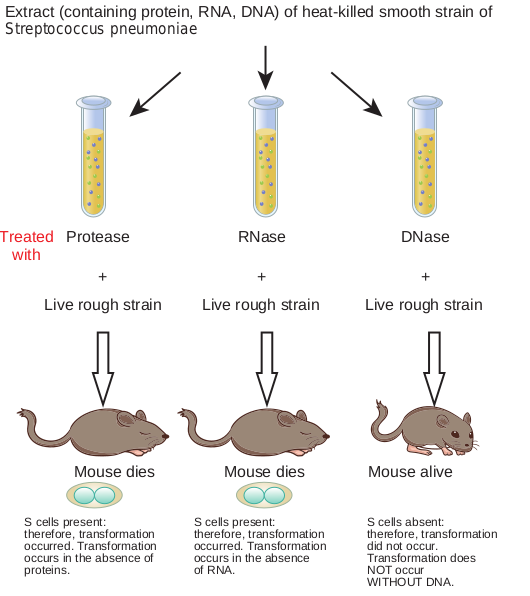 Extract (containing protein, RNA, DNA) of heat-killed smooth strain of
Streptococcus pneumoniae
Treated
with
Protease
RNase
DNase
+
+
+
Live rough strain
Live rough strain
Live rough strain
Mouse dies
Mouse dies
Mouse alive
S cells present:
therefore, transformation
occurred. Transformation
occurs in the absence of
proteins.
S cells present:
therefore, transformation
occurred. Transformation
occurs in the absence
of RNA.
S cells absent:
therefore, transformation
did not occur.
Transformation does
NOT occur
WITHOUT DNA.